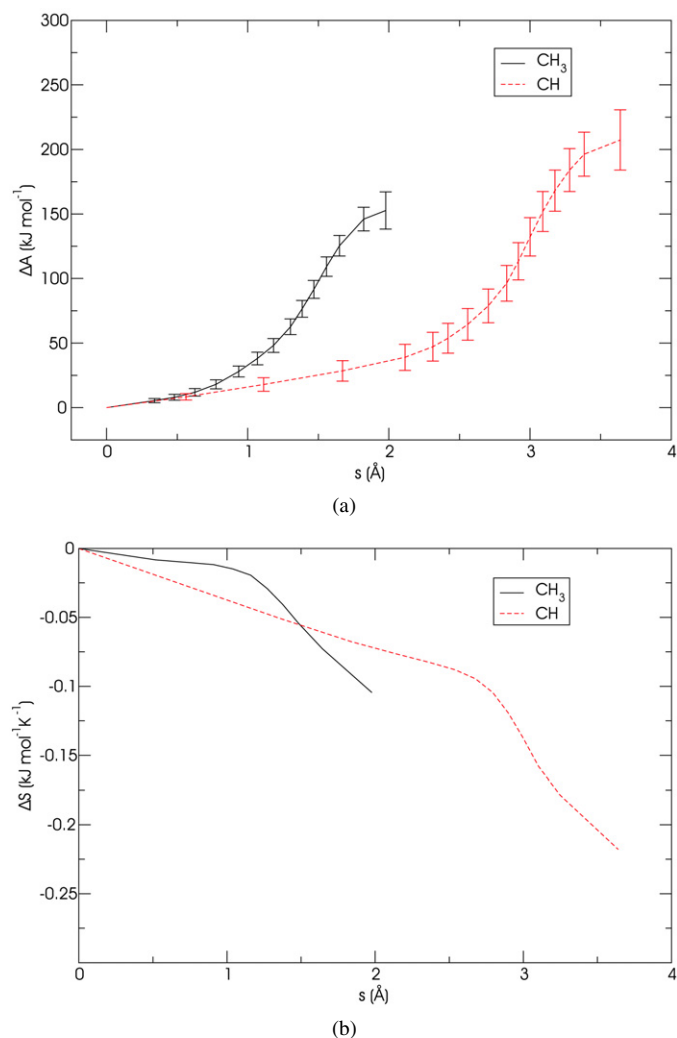 300
250
200
150
100
50
0
ΔA (kJ mol⁻¹)
CH₃
CH
0 1 2 3 4
s (Å)
(a)
0
-0.05
-0.1
-0.15
-0.2
-0.25
ΔS (kJ mol⁻¹K⁻¹)
CH₃
CH
0 1 2 3 4
s (Å)
(b)